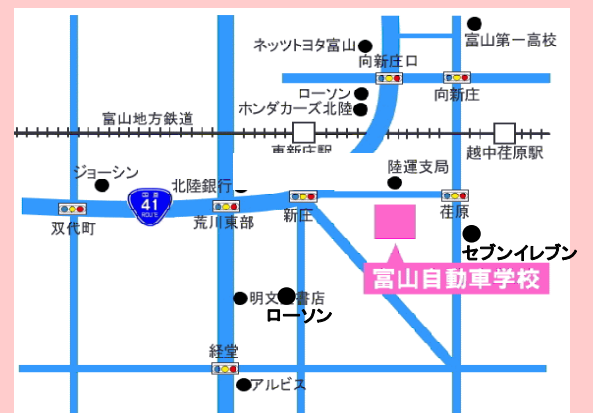 富山第一高校
ネッツトヨタ富山
向新庄口
ローソン
向新庄
ホンダカーズ北陸
富山地方鉄道
東新庄駅
越中荏原駅
ジョーシン
陸運支局
北陸銀行
国道
41
ROUTE
双代町
荒川東部
新庄
荏原
セブンイレブン
富山自動車学校
明文
書店
ローソン
経堂
アルビス